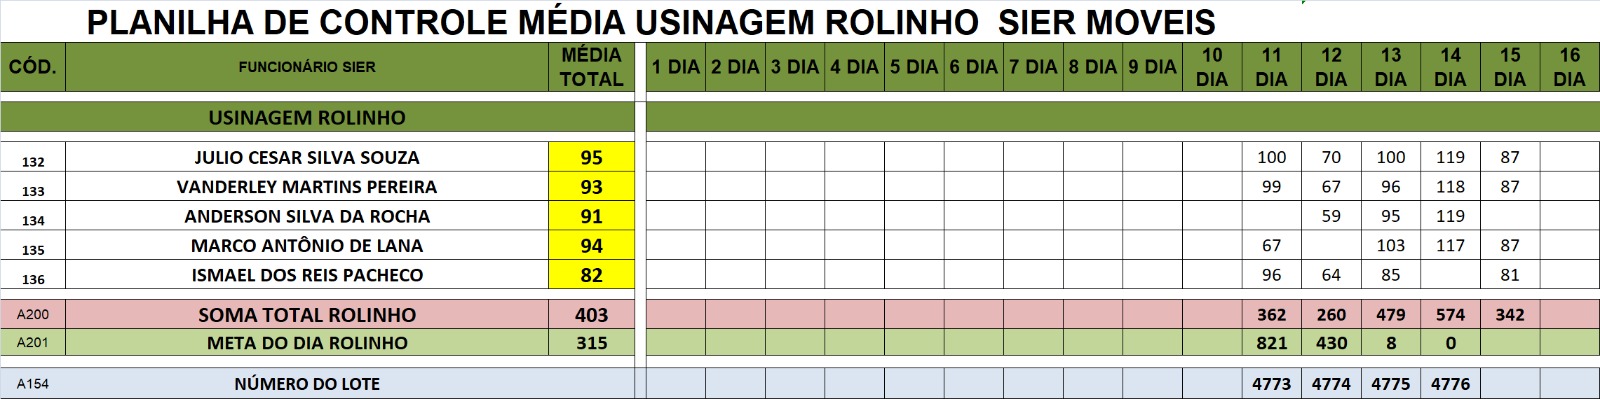 PLANILHA DE CONTROLE MÉDIA USINAGEM ROLINHO  SIER MOVEIS
CÓD. FUNCIONÁRIO SIER MÉDIA TOTAL 1 DIA 2 DIA 3 DIA 4 DIA 5 DIA 6 DIA 7 DIA 8 DIA 9 DIA 10 DIA 11 DIA 12 DIA 13 DIA 14 DIA 15 DIA 16 DIA
USINAGEM ROLINHO
132 JULIO CESAR SILVA SOUZA 95 100 70 100 119 87
133 VANDERLEY MARTINS PEREIRA 93 99 67 96 118 87
134 ANDERSON SILVA DA ROCHA 91 59 95 119
135 MARCO ANTÔNIO DE LANA 94 67 103 117 87
136 ISMAEL DOS REIS PACHECO 82 96 64 85 81
A200 SOMA TOTAL ROLINHO 403 362 260 479 574 342
A201 META DO DIA ROLINHO 315 821 430 8 0
A154 NÚMERO DO LOTE 4773 4774 4775 4776